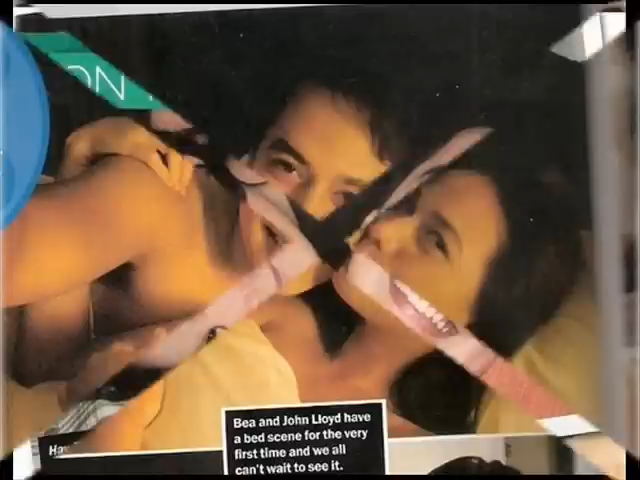 ON
Bea and John Lloyd have
a bed scene for the very
first time and we all
can't wait to see it.